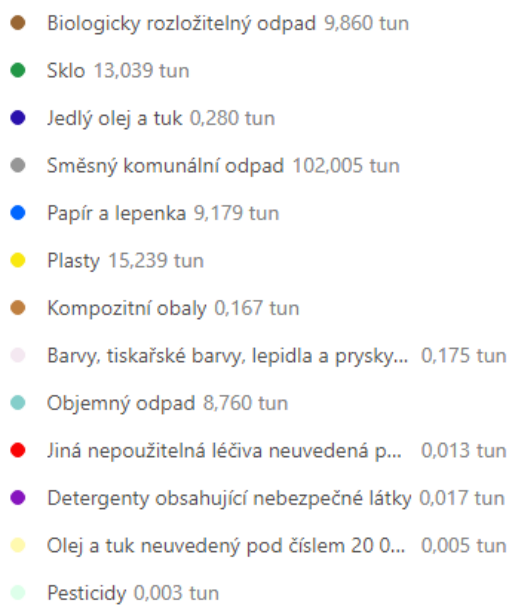 Biologicky rozložitelný odpad 9,860 tun
Sklo 13,039 tun
Jedlý olej a tuk 0,280 tun
Směsný komunální odpad 102,005 tun
Papír a lepenka 9,179 tun
Plasty 15,239 tun
Kompozitní obaly 0,167 tun
Barvy, tiskařské barvy, lepidla a prysky... 0,175 tun
Objemný odpad 8,760 tun
Jiná nepoužitelná léčiva neuvedená p... 0,013 tun
Detergenty obsahující nebezpečné látky 0,017 tun
Olej a tuk neuvedený pod číslem 20 0... 0,005 tun
Pesticidy 0,003 tun